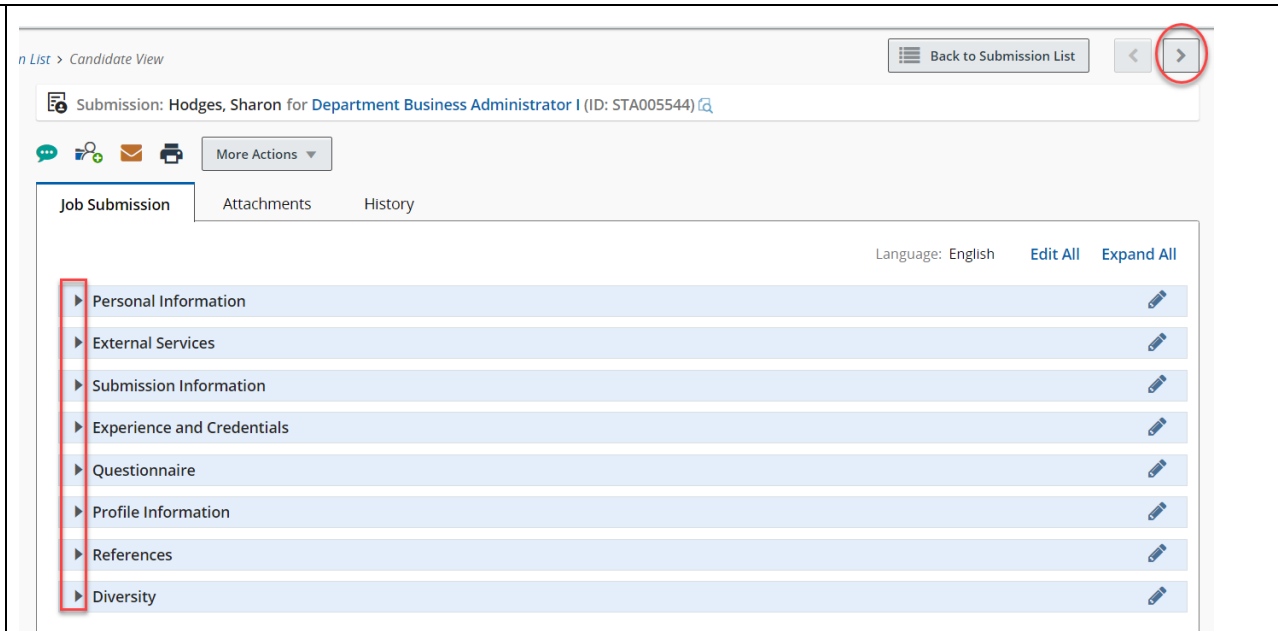 n List > Candidate View
Back to Submission List
Submission: Hodges, Sharon for Department Business Administrator I (ID: STA005544)
More Actions
Job Submission Attachments History
Language: English Edit All Expand All
Personal Information
External Services
Submission Information
Experience and Credentials
Questionnaire
Profile Information
References
Diversity